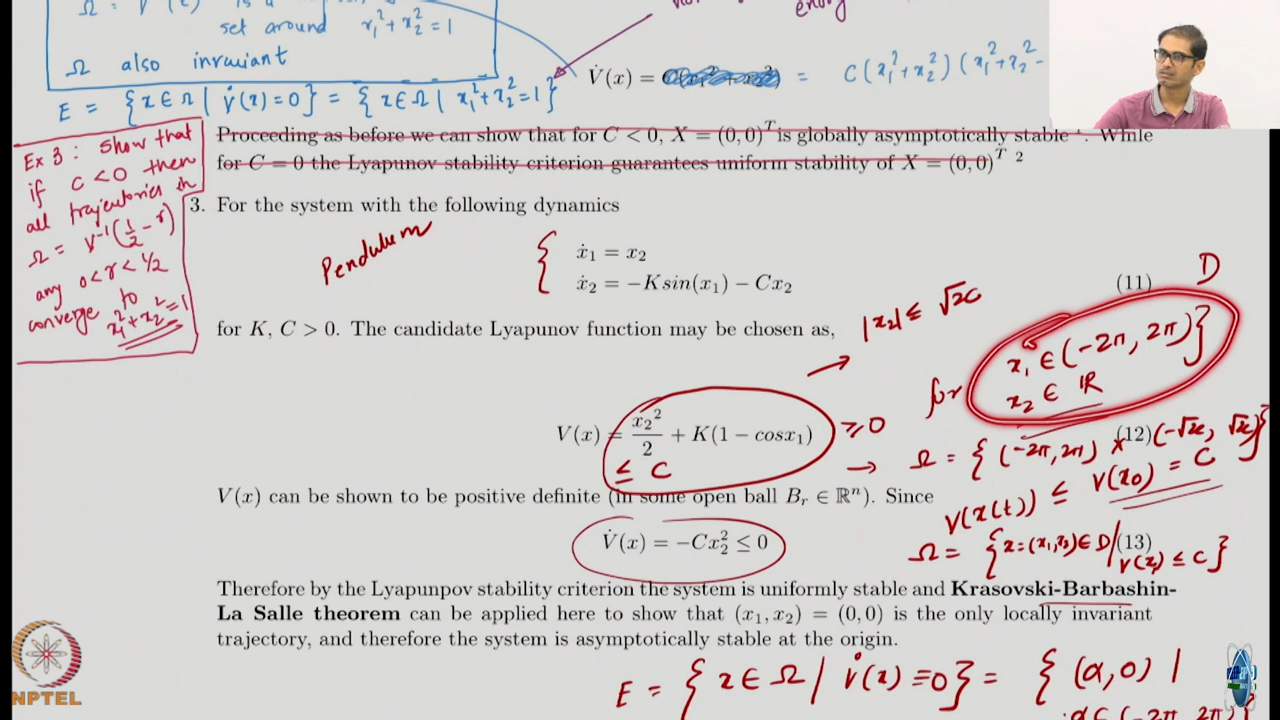 set around x₁²+x₂²=1
energy
Ω also invariant
V̇(x) = = C(x₁²+x₂²)(x₁²+x₂²-
E = {x∈Ω | V̇(x)=0} = {x∈Ω | x₁²+x₂²=1}
Proceeding as before we can show that for C < 0, X = (0,0)ᵀ is globally asymptotically stable . While
for C = 0 the Lyapunov stability criterion guarantees uniform stability of X = (0,0)ᵀ 2
Ex 3: Show that
if C<0 then
all trajectories in
Ω = V⁻¹(1/2 - r)
any 0<r<1/2
converge to
x₁²+x₂²=1
3. For the system with the following dynamics
Pendulum
ẋ₁ = x₂
ẋ₂ = −Ksin(x₁) − Cx₂
(11)
D
for K, C > 0. The candidate Lyapunov function may be chosen as,
→ |x₂| ≤ √2C
for x₁ ∈ (-2π, 2π)}
x₂ ∈ ℝ
V(x) = x₂²/2 + K(1 − cosx₁) ≥0
(12)
≤ C
→ Ω = {(-2π,2π) × (-√2C, √2C)}
V(x) can be shown to be positive definite (in some open ball Bᵣ ∈ ℝⁿ). Since
V(x(t)) ≤ V(x₀) = C
V̇(x) = −Cx₂² ≤ 0
(13)
Ω = {x=(x₁,x₂)∈D / V(x) ≤ C}
Therefore by the Lyapunpov stability criterion the system is uniformly stable and Krasovski-Barbashin-
La Salle theorem can be applied here to show that (x₁, x₂) = (0, 0) is the only locally invariant
trajectory, and therefore the system is asymptotically stable at the origin.
E = {x∈Ω / V̇(x) ≡0} = {(α,0) |
NPTEL